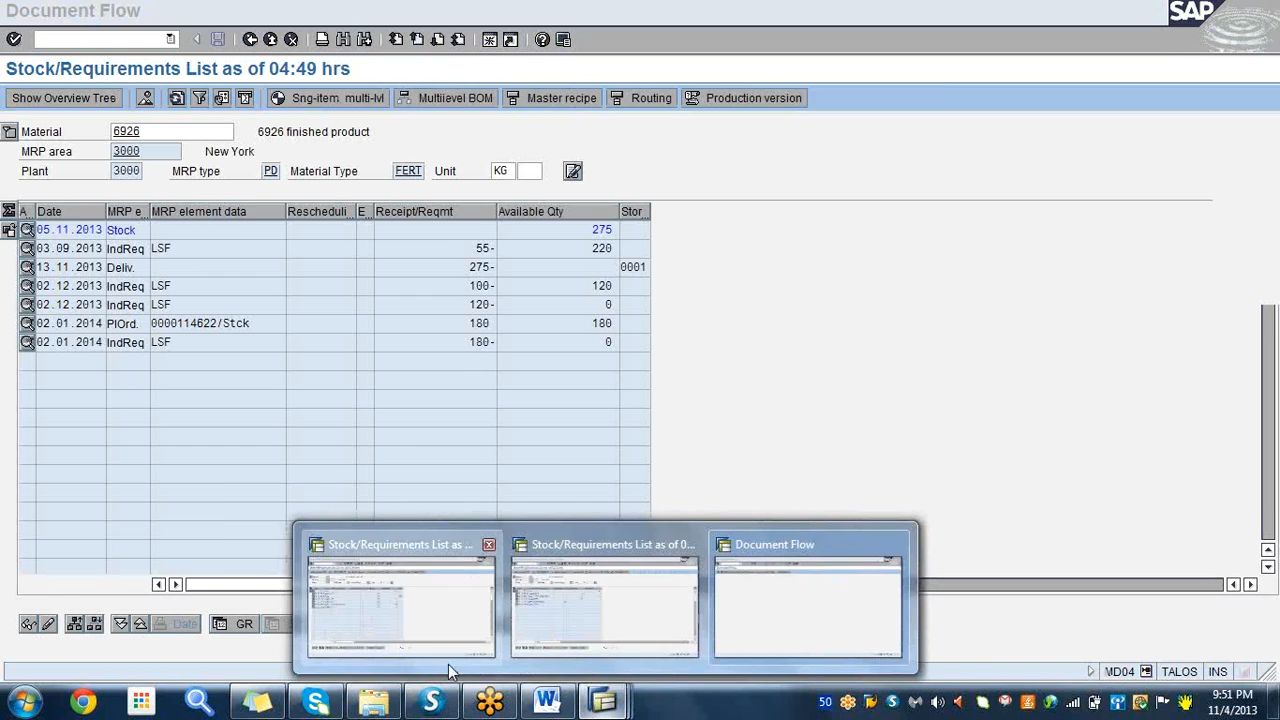 Document Flow
SAP
Stock/Requirements List as of 04:49 hrs
Show Overview Tree Sng-item. multi-lvl Multiilevel BOM Master recipe Routing Production version
Material 6926 6926 finished product
MRP area 3000 New York
Plant 3000 MRP type PD Material Type FERT Unit KG
A.. Date MRP e... MRP element data Rescheduli... E.. Receipt/Reqmt Available Qty Stor...
05.11.2013 Stock 275
03.09.2013 IndReq LSF 55- 220
13.11.2013 Deliv. 275- 0001
02.12.2013 IndReq LSF 100- 120
02.12.2013 IndReq LSF 120- 0
02.01.2014 PlOrd. 0000114622/Stck 180 180
02.01.2014 IndReq LSF 180- 0
Stock/Requirements List as ... Stock/Requirements List as of 0... Document Flow
Date GR
MD04 TALOS INS
50 9:51 PM
11/4/2013